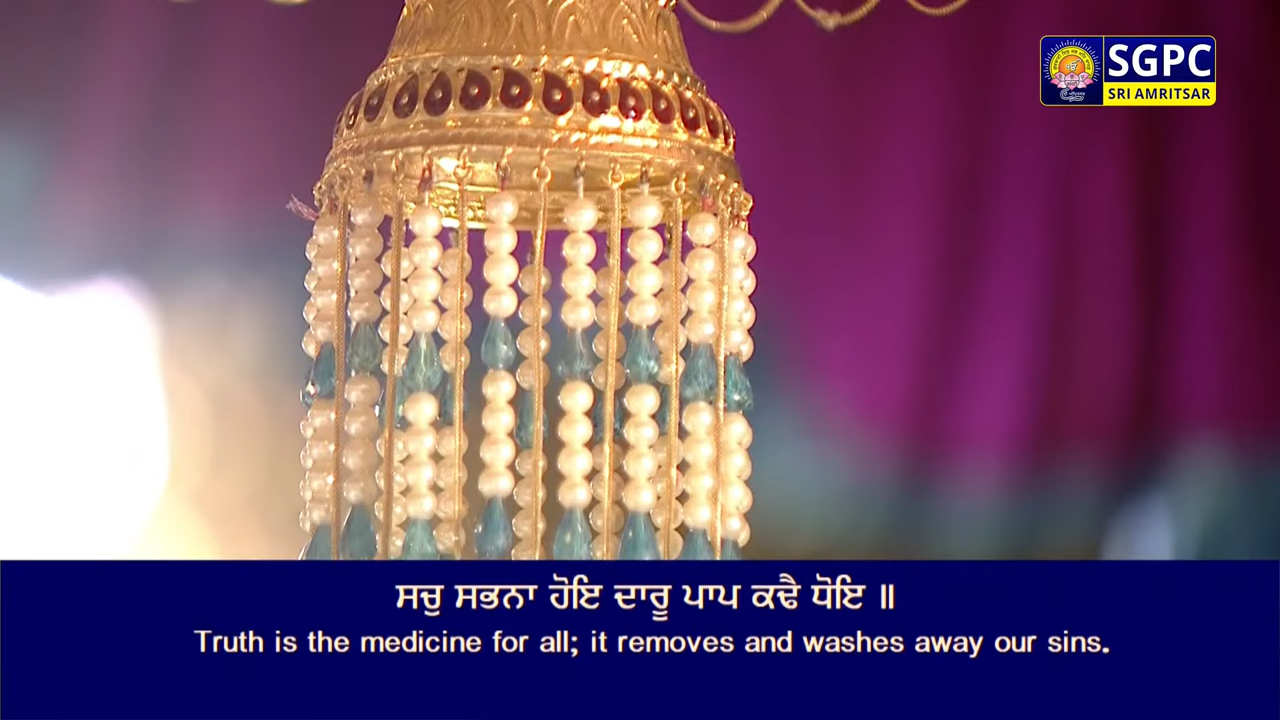 SGPC
SRI AMRITSAR
ਸਚੁ ਸਭਨਾ ਹੋਇ ਦਾਰੂ ਪਾਪ ਕਢੈ ਧੋਇ ॥
Truth is the medicine for all; it removes and washes away our sins.